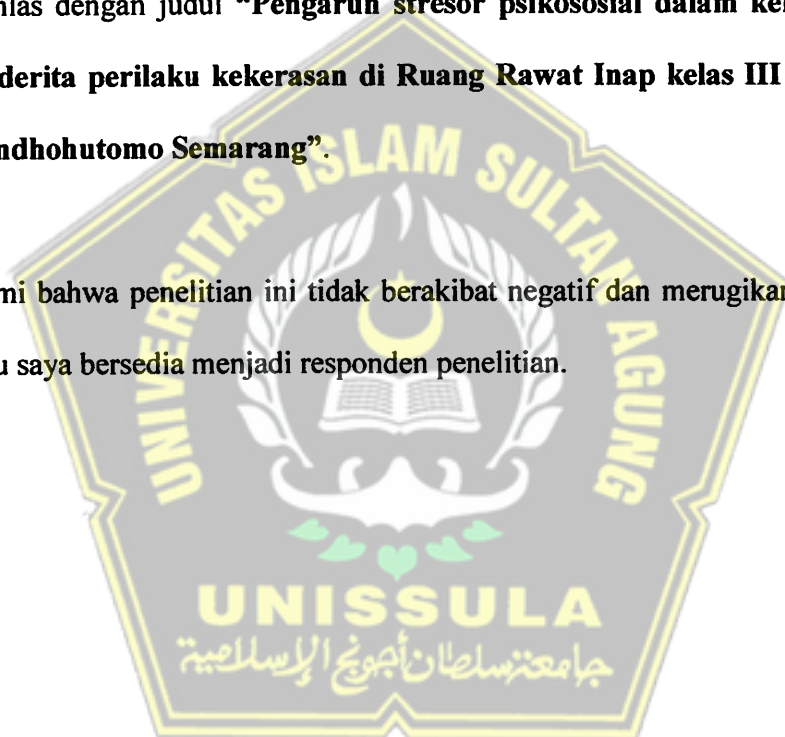 dengan judul "Pengaruh stresor psikososial dalam
derita perilaku kekerasan di Ruang Rawat Inap kelas III
ndhohutomo Semarang".
mi bahwa penelitian ini tidak berakibat negatif dan merugikan
u saya bersedia menjadi responden penelitian.
UNIVERSITAS ISLAM SULTAN AGUNG
UNISSULA
جامعة سلطان أجونج الإسلامية